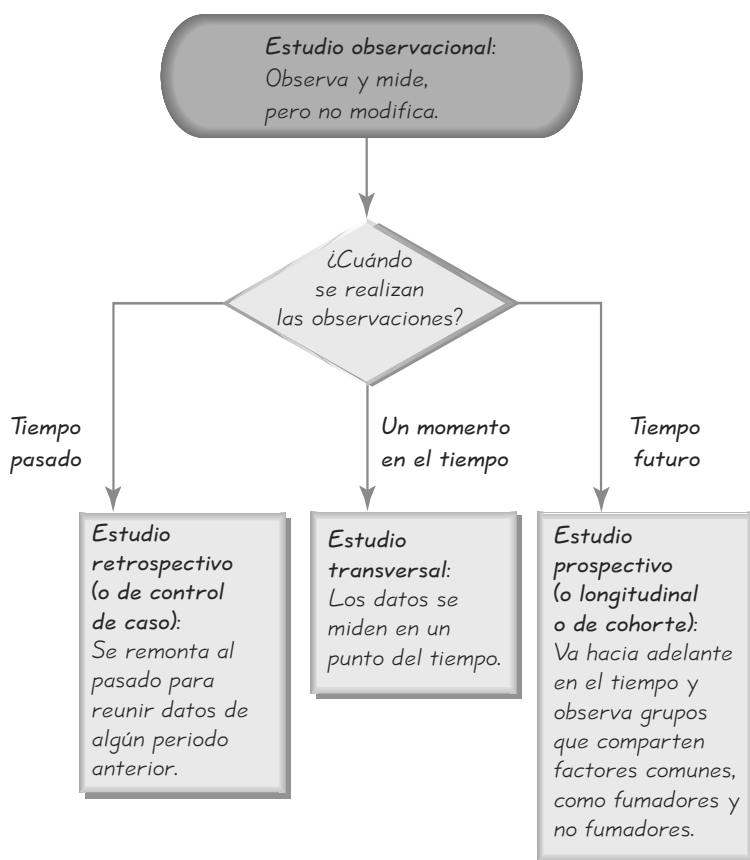 Estudio observacional:
Observa y mide,
pero no modifica.
¿Cuándo
se realizan
las observaciones?
Tiempo
pasado
Un momento
en el tiempo
Tiempo
futuro
Estudio
retrospectivo
(o de control
de caso):
Se remonta al
pasado para
reunir datos de
algún periodo
anterior.
Estudio
transversal:
Los datos se
miden en un
punto del tiempo.
Estudio
prospectivo
(o longitudinal
o de cohorte):
Va hacia adelante
en el tiempo y
observa grupos
que comparten
factores comunes,
como fumadores y
no fumadores.